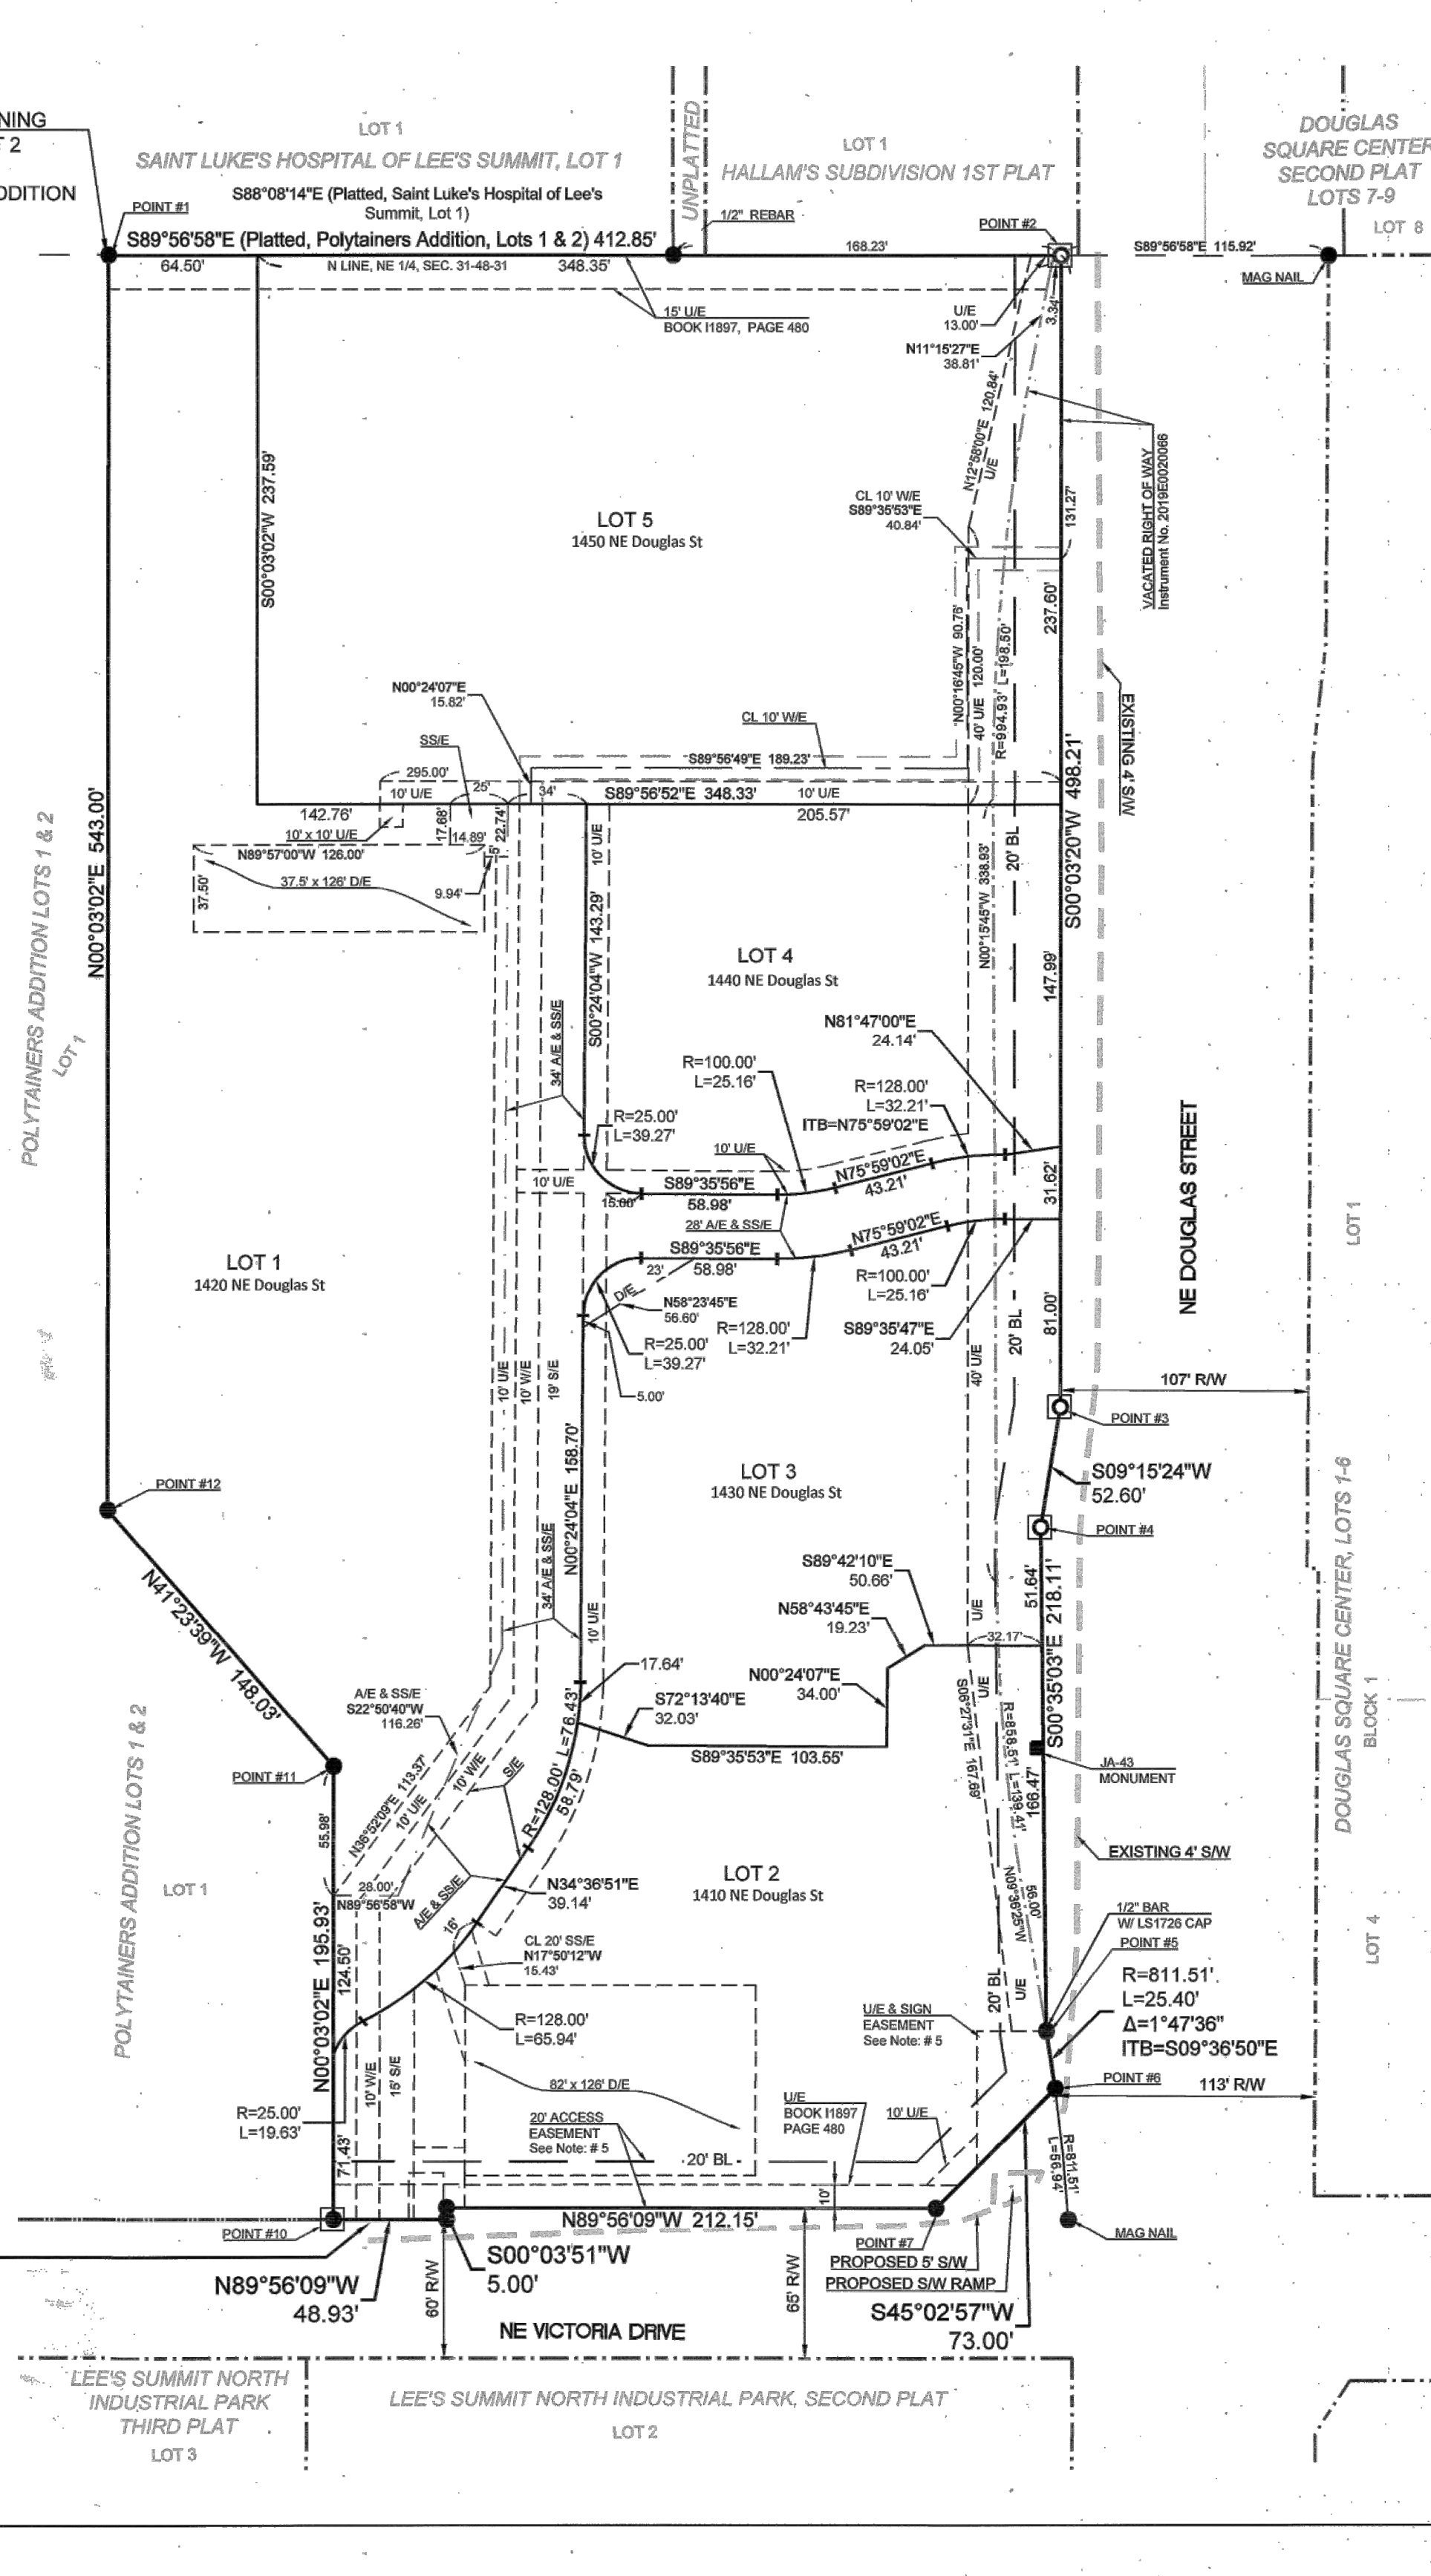 NING
2
DDITION
POINT #1
LOT 1
SAINT LUKE'S HOSPITAL OF LEE'S SUMMIT, LOT 1
S88°08'14"E (Platted, Saint Luke's Hospital of Lee's
Summit, Lot 1)
S89°56'58"E (Platted, Polytainers Addition, Lots 1 & 2) 412.85'
64.50'
N LINE, NE 1/4, SEC. 31-48-31
348.35'
UNPLATTED
1/2" REBAR
LOT 1
HALLAM'S SUBDIVISION 1ST PLAT
168.23'
POINT #2
DOUGLAS
SQUARE CENTER
SECOND PLAT
LOTS 7-9
LOT 8
S89°56'58"E 115.92'
MAG NAIL
15' U/E
BOOK I1897, PAGE 480
U/E
13.00'
3.34'
N11°15'27"E
38.81'
N12°58'00"E 120.84'
U/E
VACATED RIGHT OF WAY
Instrument No. 2019E0020066
131.27'
CL 10' W/E
S89°35'53"E
40.84'
S00°03'02"W 237.59'
LOT 5
1450 NE Douglas St
237.60'
N00°16'45"W 90.76'
40' U/E 120.00'
R=994.93' L=198.50'
EXISTING 4' S/W
N00°24'07"E
15.82'
CL 10' W/E
SS/E
S89°56'49"E 189.23'
295.00'
10' U/E
25'
34'
S89°56'52"E 348.33'
10' U/E
S00°03'20"W 498.21'
142.76'
205.57'
10' x 10' U/E
17.68'
14.89'
22.74'
5'
N89°57'00"W 126.00'
37.50'
37.5' x 126' D/E
9.94'
10' U/E
20' BL
N00°15'45"W 338.93'
N00°03'02"E 543.00'
POLYTAINERS ADDITION LOTS 1 & 2
LOT 1
S00°24'04"W 143.29'
LOT 4
1440 NE Douglas St
147.99'
34' A/E & SS/E
N81°47'00"E
24.14'
R=100.00'
L=25.16'
R=128.00'
L=32.21'
ITB=N75°59'02"E
R=25.00'
L=39.27'
10' U/E
10' U/E
15.00'
S89°35'56"E
58.98'
N75°59'02"E
43.21'
31.62'
28' A/E & SS/E
S89°35'56"E
58.98'
23'
N75°59'02"E
43.21'
D/E
N58°23'45"E
56.60'
R=100.00'
L=25.16'
R=25.00'
L=39.27'
R=128.00'
L=32.21'
S89°35'47"E
24.05'
5.00'
81.00'
20' BL
40' U/E
NE DOUGLAS STREET
LOT 1
LOT 1
1420 NE Douglas St
10' U/E
10' W/E
19' S/E
107' R/W
POINT #3
S09°15'24"W
52.60'
POINT #4
LOT 3
1430 NE Douglas St
N00°24'04"E 158.70'
34' A/E & SS/E
10' U/E
POINT #12
N41°23'39"W 148.03'
S89°42'10"E
50.66'
N58°43'45"E
19.23'
N00°24'07"E
34.00'
U/E
32.17'
51.64'
S00°35'03"E 218.11'
17.64'
S72°13'40"E
32.03'
S89°35'53"E 103.55'
A/E & SS/E
S22°50'40"W
116.26'
U/E
S06°27'31"E 167.69'
R=858.51' L=139.41'
166.47'
JA-43
MONUMENT
DOUGLAS SQUARE CENTER, LOTS 1-6
BLOCK 1
LOT 4
POINT #11
N36°52'09"E 113.37'
10' U/E
10' W/E
S/E
R=128.00' L=76.43'
58.79'
55.98'
POLYTAINERS ADDITION LOTS 1 & 2
LOT 1
28.00'
N89°56'58"W
A/E & SS/E
16'
N34°36'51"E
39.14'
LOT 2
1410 NE Douglas St
EXISTING 4' S/W
N09°36'25"W
56.00'
1/2" BAR
W/ LS1726 CAP
POINT #5
20' BL
U/E
R=811.51'
L=25.40'
Δ=1°47'36"
ITB=S09°36'50"E
CL 20' SS/E
N17°50'12"W
15.43'
N00°03'02"E 195.93'
124.50'
R=128.00'
L=65.94'
U/E & SIGN
EASEMENT
See Note: # 5
POINT #6
113' R/W
10' W/E
15' S/E
82' x 126' D/E
R=25.00'
L=19.63'
71.43'
20' ACCESS
EASEMENT
See Note: # 5
20' BL
U/E
BOOK I1897
PAGE 480
10' U/E
10'
R=811.51'
L=56.94'
MAG NAIL
POINT #10
N89°56'09"W 212.15'
POINT #7
PROPOSED 5' S/W
PROPOSED S/W RAMP
S00°03'51"W
5.00'
N89°56'09"W
48.93'
60' R/W
65' R/W
S45°02'57"W
73.00'
NE VICTORIA DRIVE
LEE'S SUMMIT NORTH
INDUSTRIAL PARK
THIRD PLAT
LOT 3
LEE'S SUMMIT NORTH INDUSTRIAL PARK, SECOND PLAT
LOT 2